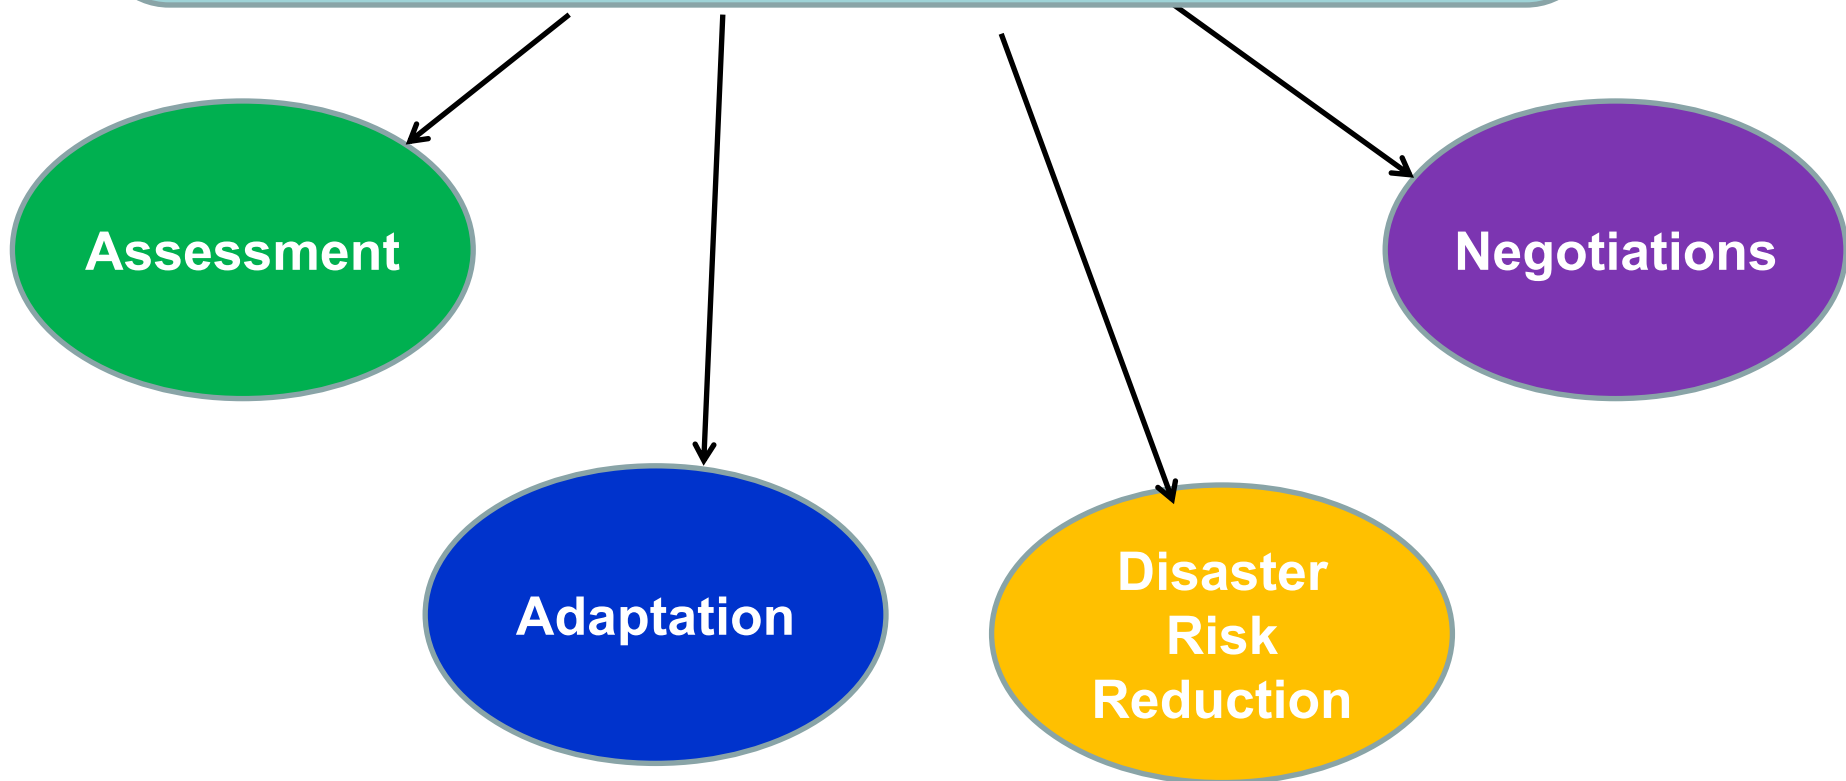 Assessment
Negotiations
Adaptation
Disaster
Risk
Reduction